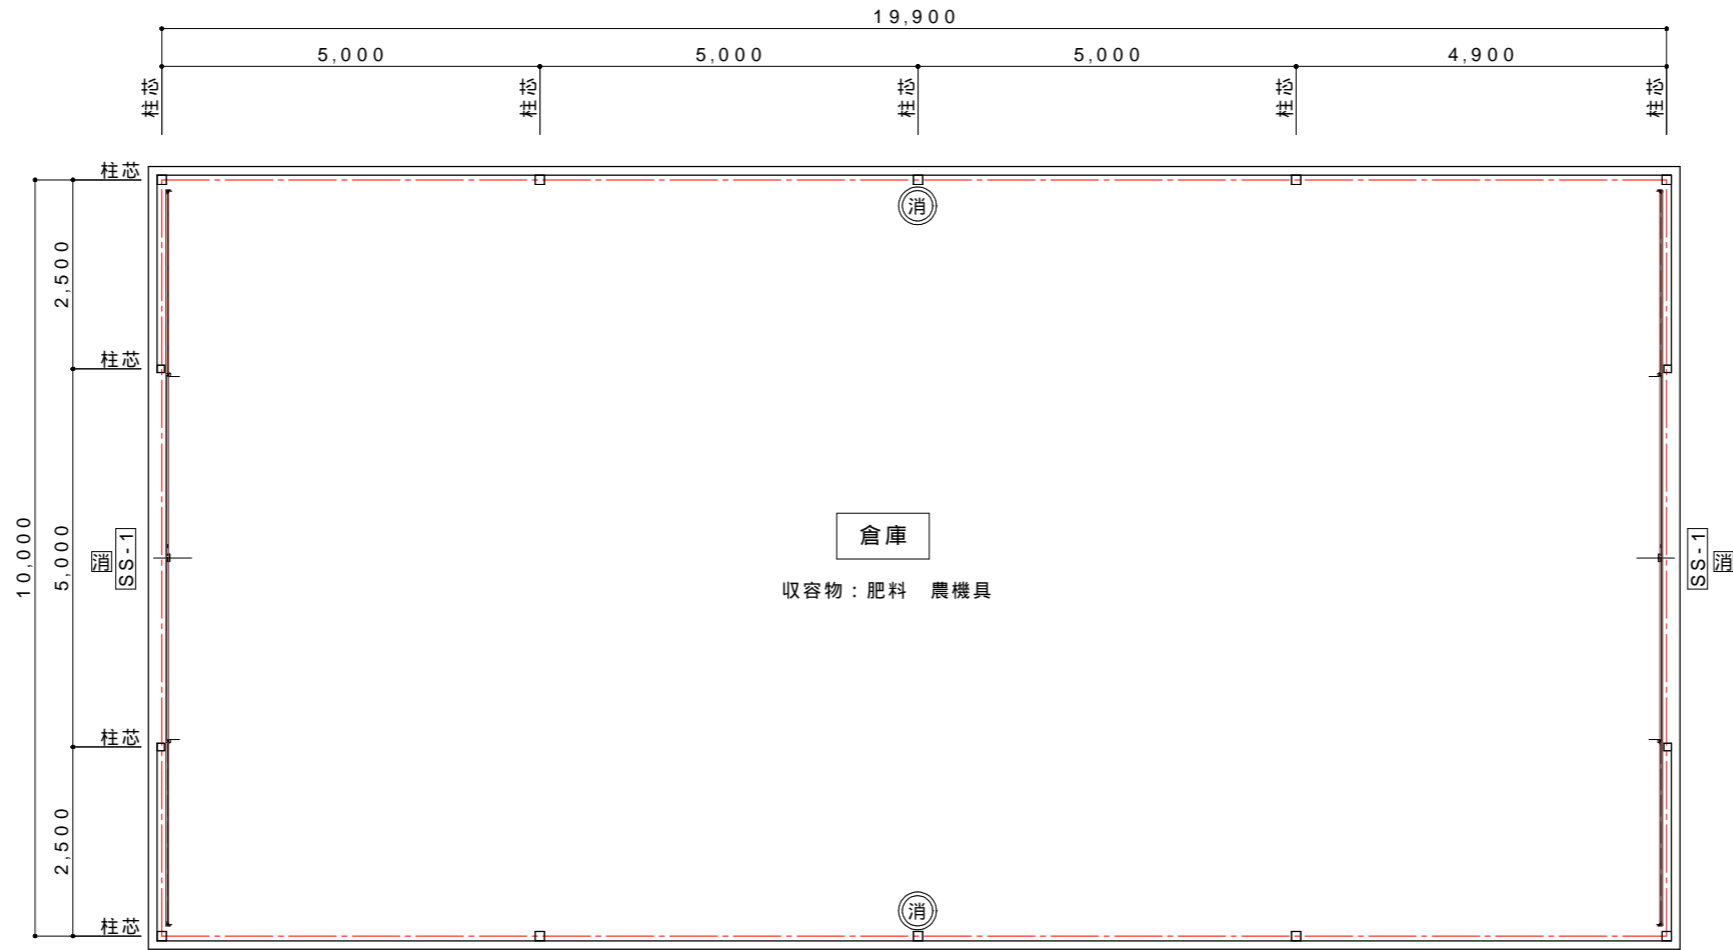 19,900
5,000 5,000 5,000 4,900
柱芯 柱芯 柱芯 柱芯 柱芯
柱芯
消
2,500
柱芯
10,000
5,000
消
SS-1
倉庫
収容物：肥料　農機具
SS-1
消
柱芯
2,500
消
柱芯